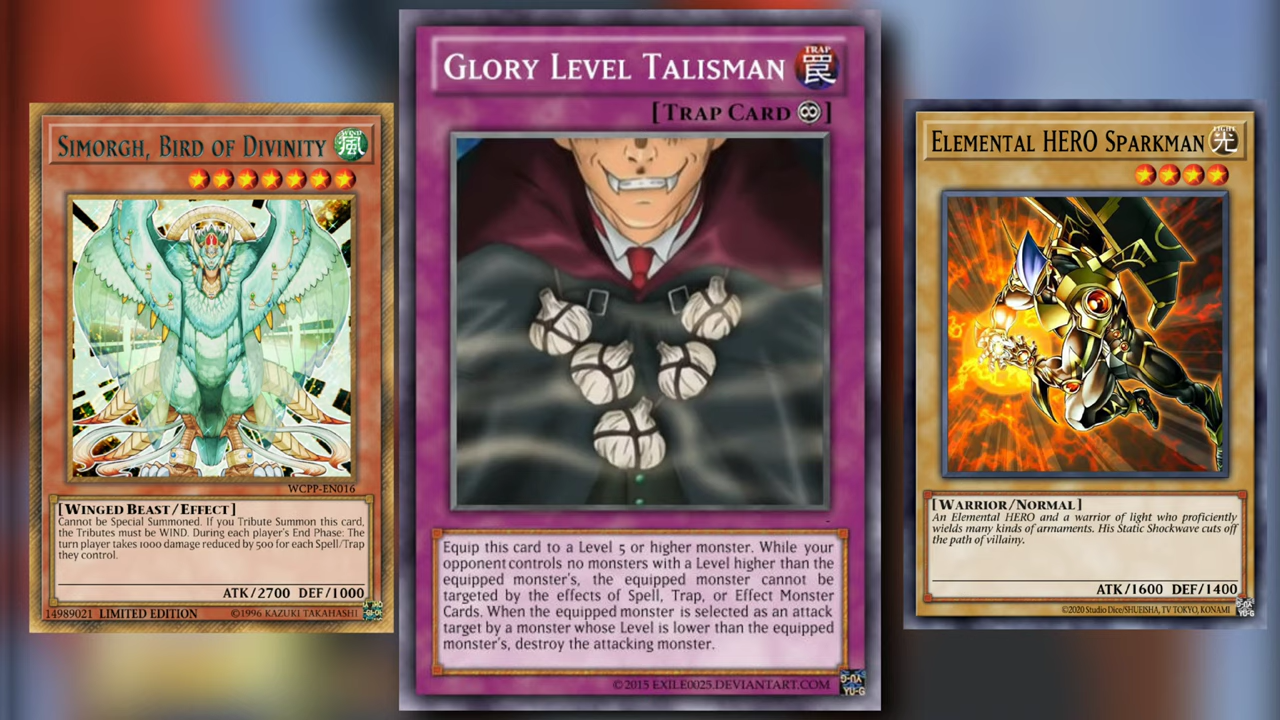 SIMORGH, BIRD OF DIVINITY
WIND
風
WCPP-EN016
[WINGED BEAST/EFFECT]
Cannot be Special Summoned. If you Tribute Summon this card,
the Tributes must be WIND. During each player's End Phase: The
turn player takes 1000 damage reduced by 500 for each Spell/Trap
they control.
ATK/2700 DEF/1000
14989021 LIMITED EDITION ©1996 KAZUKI TAKAHASHI
GLORY LEVEL TALISMAN
TRAP
罠
[TRAP CARD ]
Equip this card to a Level 5 or higher monster. While your
opponent controls no monsters with a Level higher than the
equipped monster's, the equipped monster cannot be
targeted by the effects of Spell, Trap, or Effect Monster
Cards. When the equipped monster is selected as an attack
target by a monster whose Level is lower than the equipped
monster's, destroy the attacking monster.
©2015 EXILE0025.DEVIANTART.COM
ELEMENTAL HERO SPARKMAN
LIGHT
光
[WARRIOR/NORMAL]
An Elemental HERO and a warrior of light who proficiently
wields many kinds of armaments. His Static Shockwave cuts off
the path of villainy.
ATK/1600 DEF/1400
©2020 Studio Dice/SHUEISHA, TV TOKYO, KONAMI